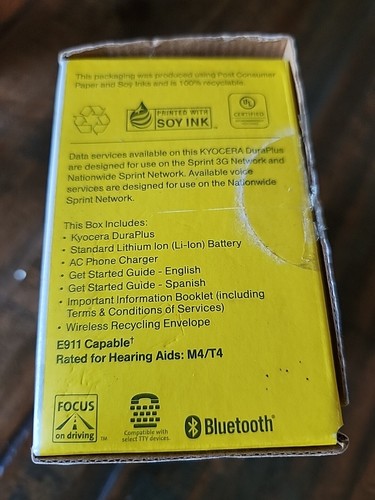 This packaging was produced using Post Consumer
Paper and Soy Inks and is 100% recyclable.
PRINTED WITH
SOY INK™
UL
CERTIFIED
Data services available on this KYOCERA DuraPlus
are designed for use on the Sprint 3G Network and
Nationwide Sprint Network. Available voice
services are designed for use on the Nationwide
Sprint Network.
This Box Includes:
• Kyocera DuraPlus
• Standard Lithium Ion (Li-Ion) Battery
• AC Phone Charger
• Get Started Guide - English
• Get Started Guide - Spanish
• Important Information Booklet (including
Terms & Conditions of Services)
• Wireless Recycling Envelope
E911 Capable†
Rated for Hearing Aids: M4/T4
FOCUS
on driving™
Compatible with
select TTY devices.
Bluetooth®